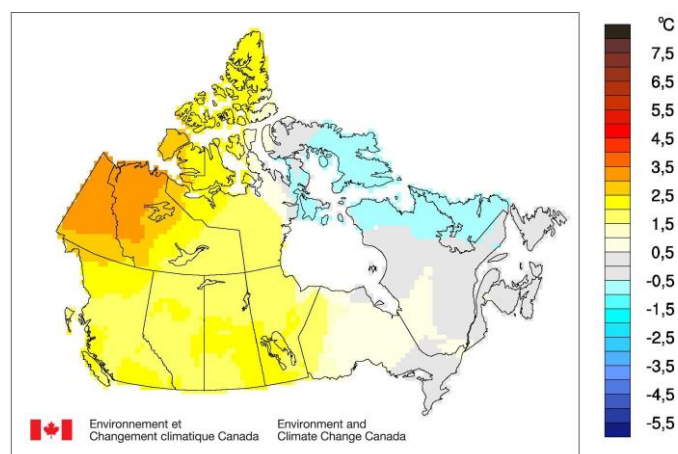 ºC
7,5
6,5
5,5
4,5
3,5
2,5
1,5
0,5
-0,5
-1,5
-2,5
-3,5
-4,5
-5,5
Environnement et
Changement climatique Canada
Environment and
Climate Change Canada